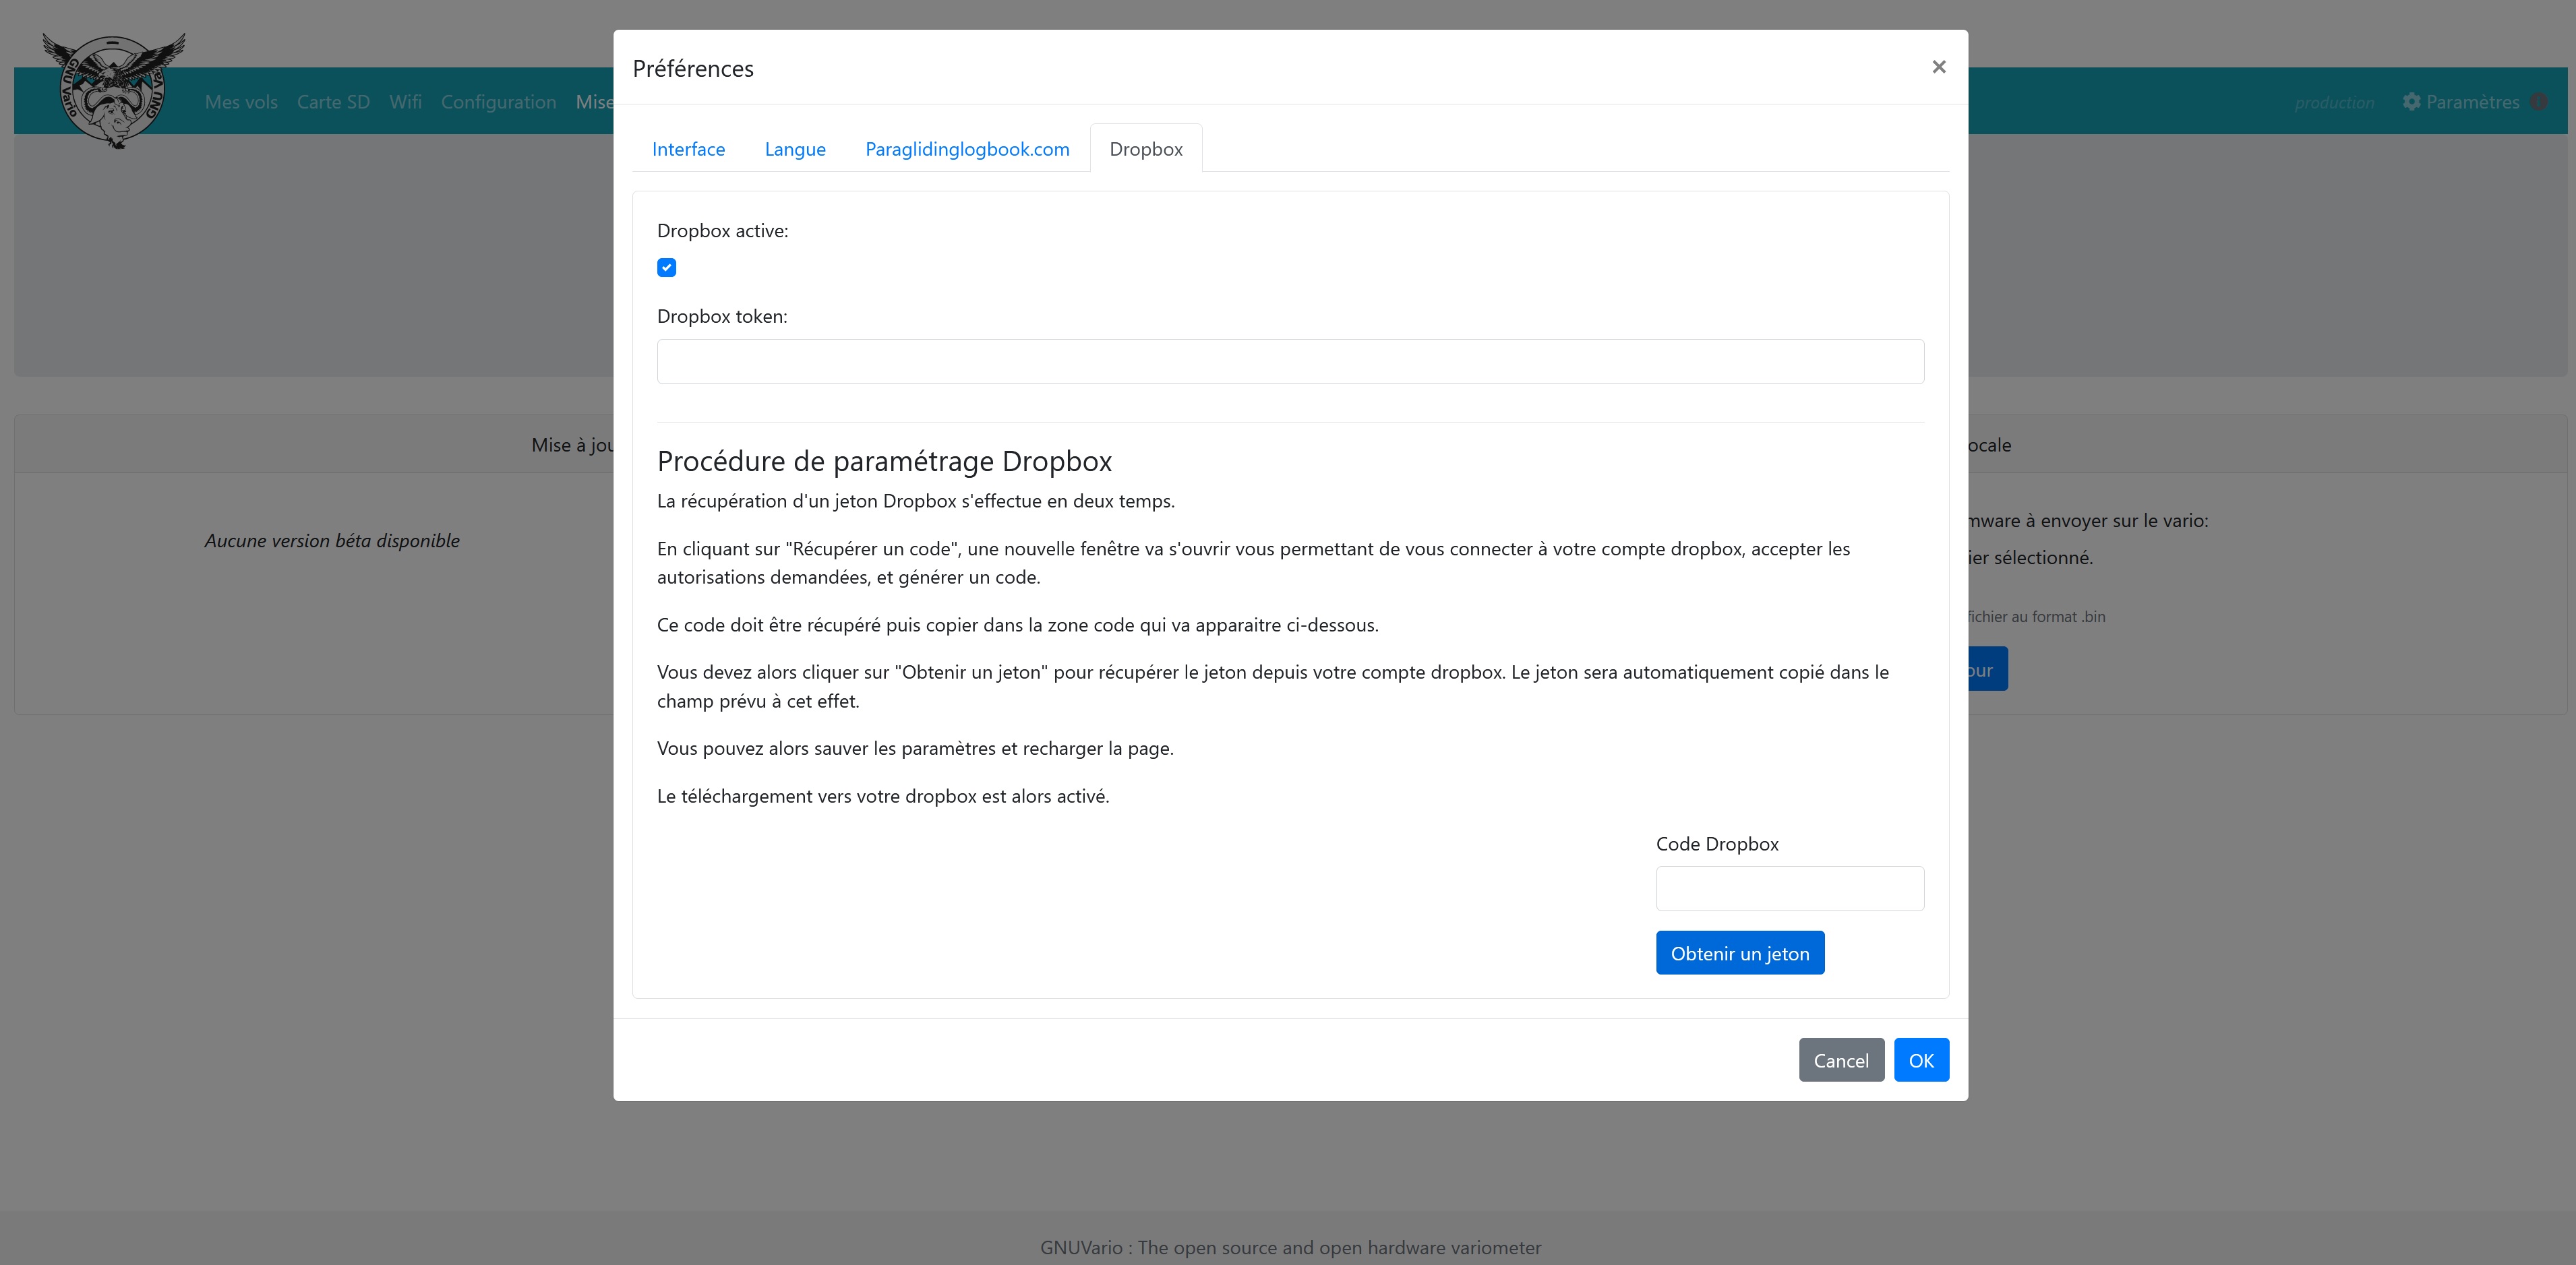 Préférences
×
Mes vols Carte SD Wifi Configuration Mise
production Paramètres
GNUVario
Interface Langue Paraglidinglogbook.com Dropbox
Dropbox active:
Dropbox token:
Mise à jou
ocale
Procédure de paramétrage Dropbox
La récupération d'un jeton Dropbox s'effectue en deux temps.
Aucune version béta disponible
mware à envoyer sur le vario:
En cliquant sur "Récupérer un code", une nouvelle fenêtre va s'ouvrir vous permettant de vous connecter à votre compte dropbox, accepter les
autorisations demandées, et générer un code.
ier sélectionné.
Ce code doit être récupéré puis copier dans la zone code qui va apparaitre ci-dessous.
fichier au format .bin
Vous devez alors cliquer sur "Obtenir un jeton" pour récupérer le jeton depuis votre compte dropbox. Le jeton sera automatiquement copié dans le
champ prévu à cet effet.
our
Vous pouvez alors sauver les paramètres et recharger la page.
Le téléchargement vers votre dropbox est alors activé.
Code Dropbox
Obtenir un jeton
Cancel OK
GNUVario : The open source and open hardware variometer